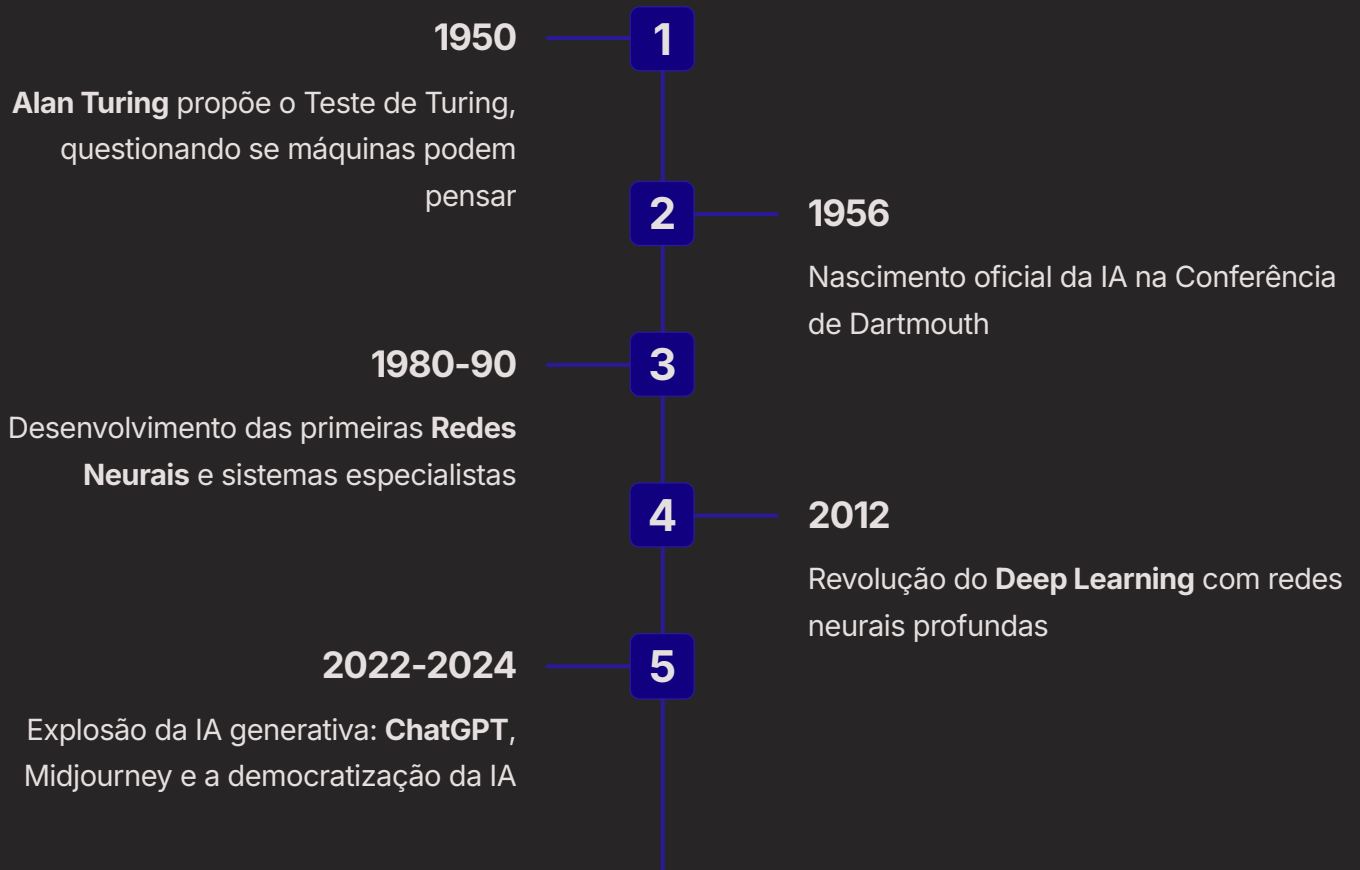 1950
1
Alan Turing propõe o Teste de Turing,
questionando se máquinas podem
pensar
2
1956
Nascimento oficial da IA na Conferência
de Dartmouth
1980-90
3
Desenvolvimento das primeiras Redes
Neurais e sistemas especialistas
4
2012
Revolução do Deep Learning com redes
neurais profundas
2022-2024
5
Explosão da IA generativa: ChatGPT,
Midjourney e a democratização da IA